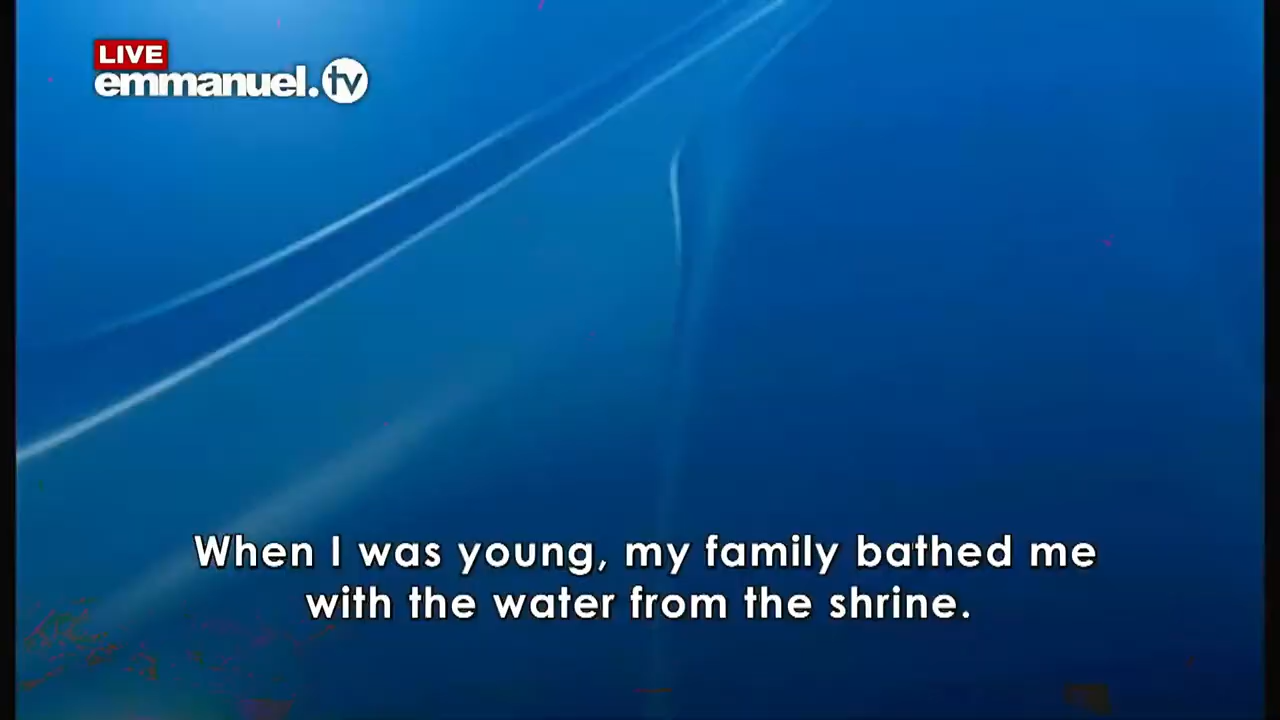 LIVE
emmanuel.tv
When I was young, my family bathed me
with the water from the shrine.